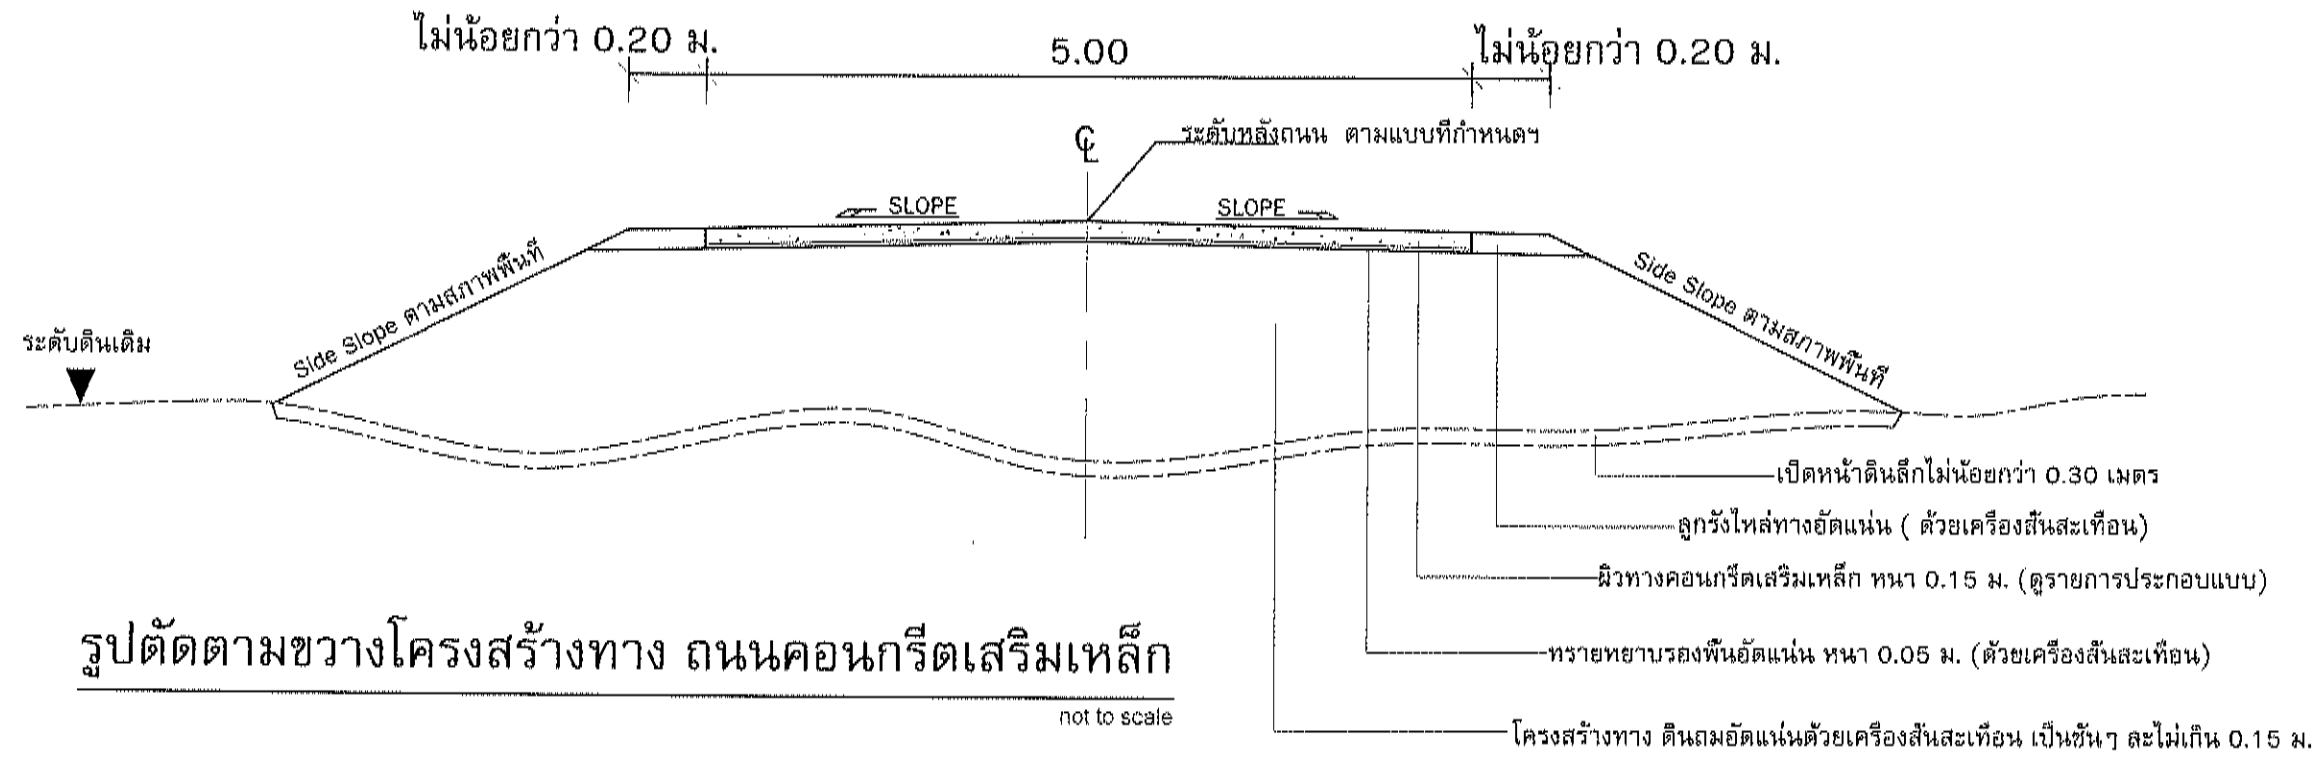 ไม่น้อยกว่า 0.20 ม.
5.00
ไม่น้อยกว่า 0.20 ม.
ระดับหลังถนน ตามแบบที่กำหนดฯ
SLOPE
SLOPE
Side Slope ตามสภาพพื้นที่
Side Slope ตามสภาพพื้นที่
ระดับดินเดิม
เปิดหน้าดินลึกไม่น้อยกว่า 0.30 เมตร
ลูกรังไหล่ทางอัดแน่น ( ด้วยเครื่องสั่นสะเทือน)
ผิวทางคอนกรีตเสริมเหล็ก หนา 0.15 ม. (ดูรายการประกอบแบบ)
ทรายหยาบรองพื้นอัดแน่น หนา 0.05 ม. (ด้วยเครื่องสั่นสะเทือน)
โครงสร้างทาง ดินถมอัดแน่นด้วยเครื่องสั่นสะเทือน เป็นชั้นๆ ละไม่เกิน 0.15 ม.
รูปตัดตามขวางโครงสร้างทาง ถนนคอนกรีตเสริมเหล็ก
not to scale